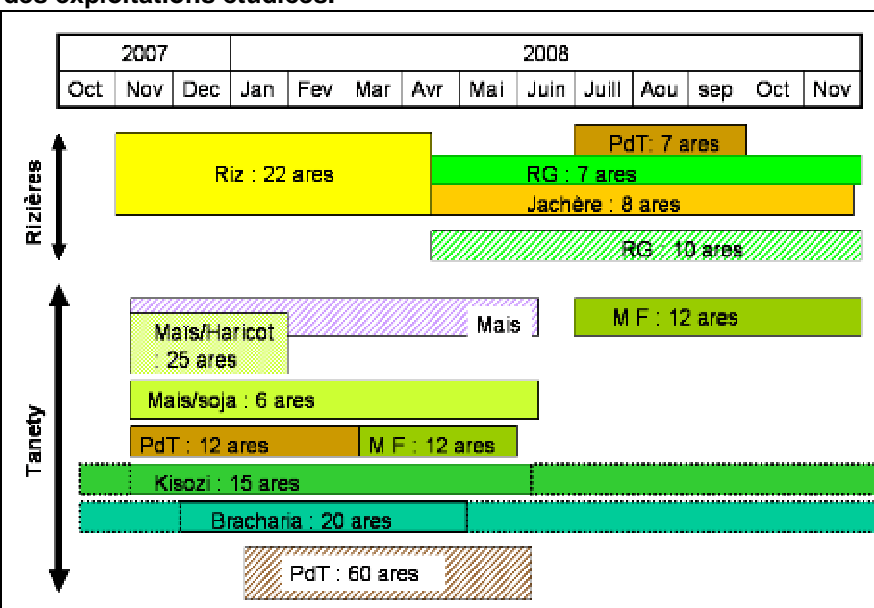 des exploitations étudiées.
2007 2008
Oct Nov Dec Jan Fev Mar Avr Mai Juin Juill Aou sep Oct Nov
Rizières
PdT: 7 ares
Riz : 22 ares
RG : 7 ares
Jachère : 8 ares
RG : 10 ares
Tanety
Maïs/Haricot
: 25 ares
Mais
M F : 12 ares
Mais/soja : 6 ares
PdT : 12 ares
M F : 12 ares
Kisozi : 15 ares
Bracharia : 20 ares
PdT : 60 ares